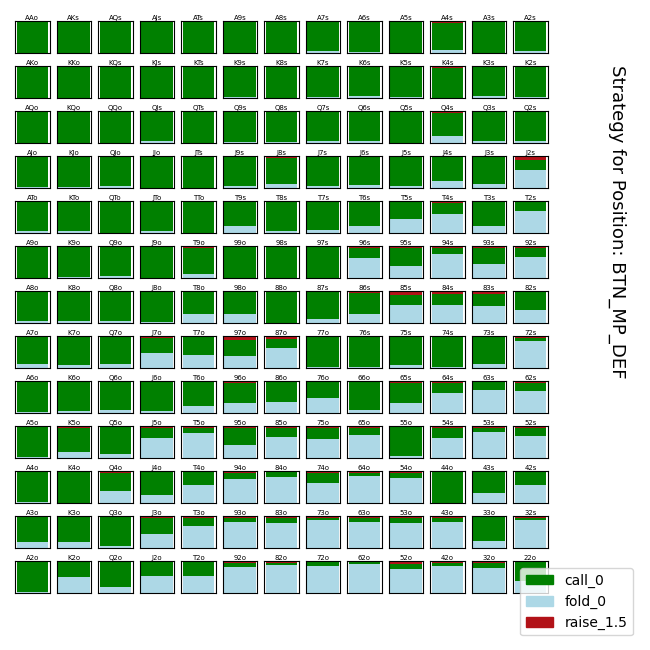 AAo AKs AQs AJs ATs A9s A8s A7s A6s A5s A4s A3s A2s
AKo KKo KQs KJs KTs K9s K8s K7s K6s K5s K4s K3s K2s
AQo KQo QQo QJs QTs Q9s Q8s Q7s Q6s Q5s Q4s Q3s Q2s
AJo KJo QJo JJo JTs J9s J8s J7s J6s J5s J4s J3s J2s
ATo KTo QTo JTo TTo T9s T8s T7s T6s T5s T4s T3s T2s
A9o K9o Q9o J9o T9o 99o 98s 97s 96s 95s 94s 93s 92s
A8o K8o Q8o J8o T8o 98o 88o 87s 86s 85s 84s 83s 82s
A7o K7o Q7o J7o T7o 97o 87o 77o 76s 75s 74s 73s 72s
A6o K6o Q6o J6o T6o 96o 86o 76o 66o 65s 64s 63s 62s
A5o K5o Q5o J5o T5o 95o 85o 75o 65o 55o 54s 53s 52s
A4o K4o Q4o J4o T4o 94o 84o 74o 64o 54o 44o 43s 42s
A3o K3o Q3o J3o T3o 93o 83o 73o 63o 53o 43o 33o 32s
A2o K2o Q2o J2o T2o 92o 82o 72o 62o 52o 42o 32o 22o
Strategy for Position: BTN_MP_DEF
call_0
fold_0
raise_1.5